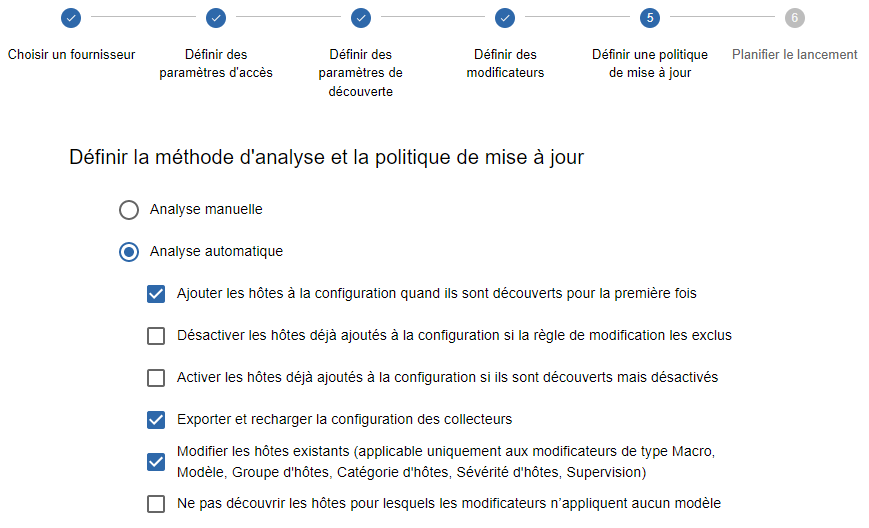 5
6
Choisir un fournisseur
Définir des
paramètres d'accès
Définir des
paramètres de
découverte
Définir des
modificateurs
Définir une politique
de mise à jour
Planifier le lancement
Définir la méthode d'analyse et la politique de mise à jour
Analyse manuelle
Analyse automatique
Ajouter les hôtes à la configuration quand ils sont découverts pour la première fois
Désactiver les hôtes déjà ajoutés à la configuration si la règle de modification les exclus
Activer les hôtes déjà ajoutés à la configuration si ils sont découverts mais désactivés
Exporter et recharger la configuration des collecteurs
Modifier les hôtes existants (applicable uniquement aux modificateurs de type Macro,
Modèle, Groupe d'hôtes, Catégorie d'hôtes, Sévérité d'hôtes, Supervision)
Ne pas découvrir les hôtes pour lesquels les modificateurs n’appliquent aucun modèle